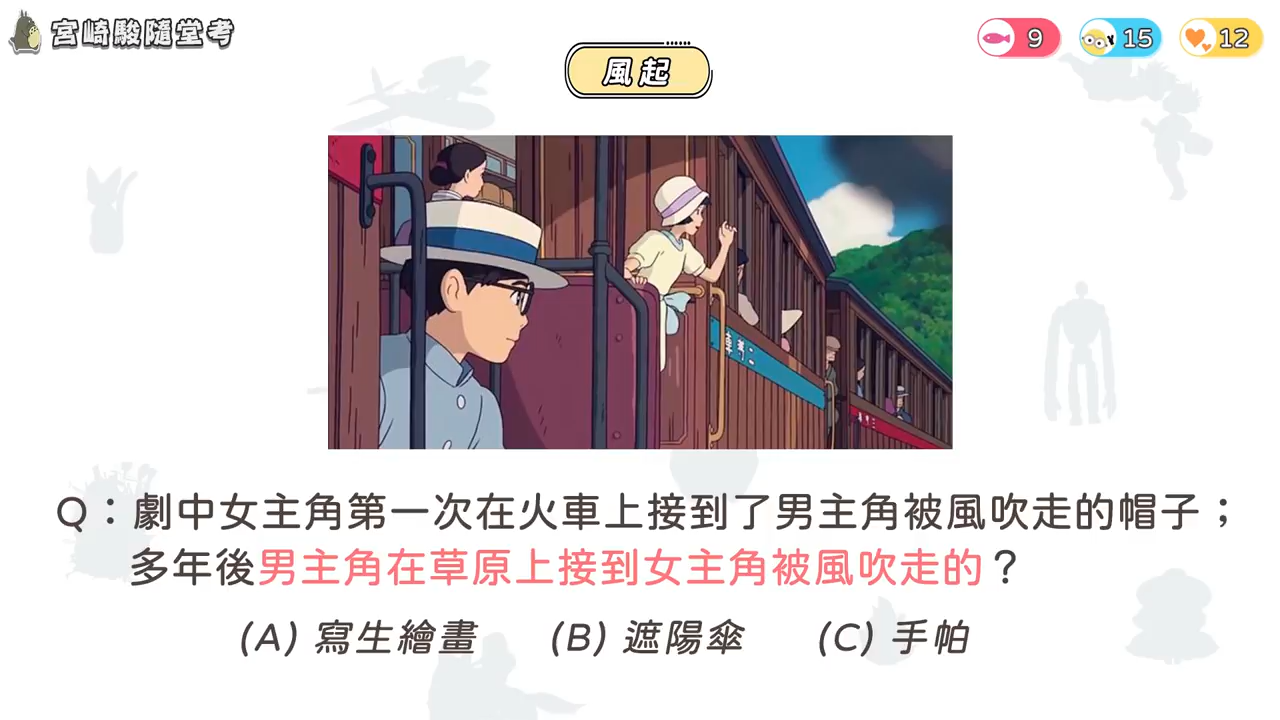 宮崎駿隨堂考
9
15
12
風起
二等車
Q：劇中女主角第一次在火車上接到了男主角被風吹走的帽子；
多年後男主角在草原上接到女主角被風吹走的？
(A) 寫生繪畫 (B) 遮陽傘 (C) 手帕